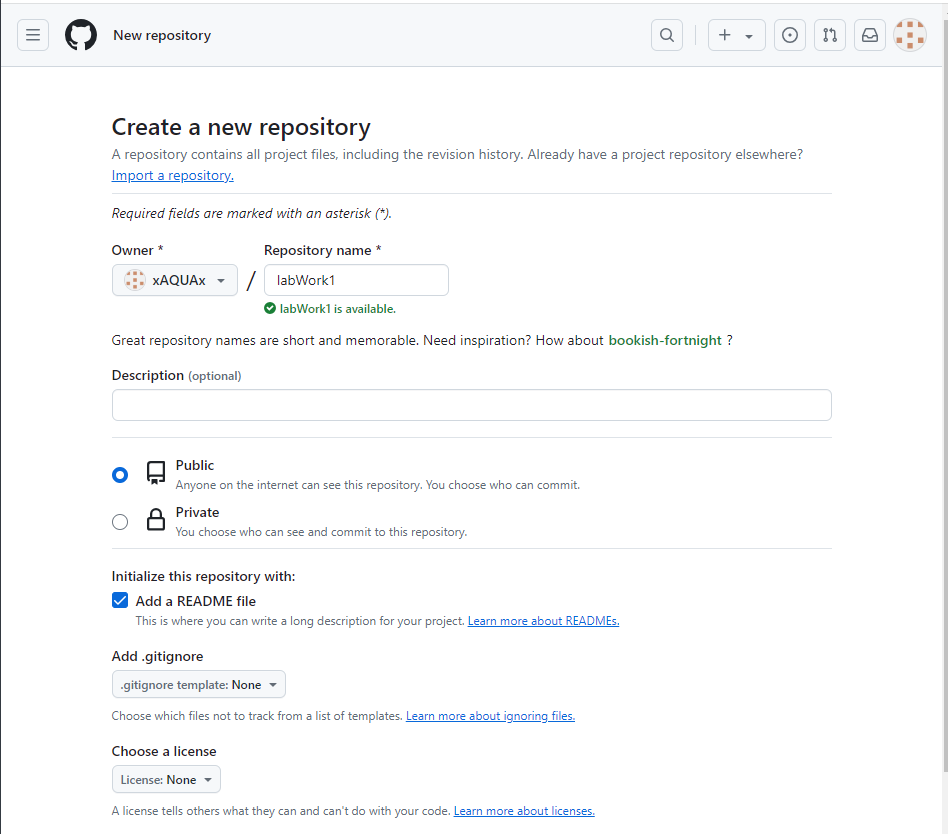 New repository
Create a new repository
A repository contains all project files, including the revision history. Already have a project repository elsewhere?
Import a repository.
Required fields are marked with an asterisk (*).
Owner * Repository name *
xAQUAx / labWork1
labWork1 is available.
Great repository names are short and memorable. Need inspiration? How about bookish-fortnight ?
Description (optional)
Public
Anyone on the internet can see this repository. You choose who can commit.
Private
You choose who can see and commit to this repository.
Initialize this repository with:
Add a README file
This is where you can write a long description for your project. Learn more about READMEs.
Add .gitignore
.gitignore template: None
Choose which files not to track from a list of templates. Learn more about ignoring files.
Choose a license
License: None
A license tells others what they can and can't do with your code. Learn more about licenses.